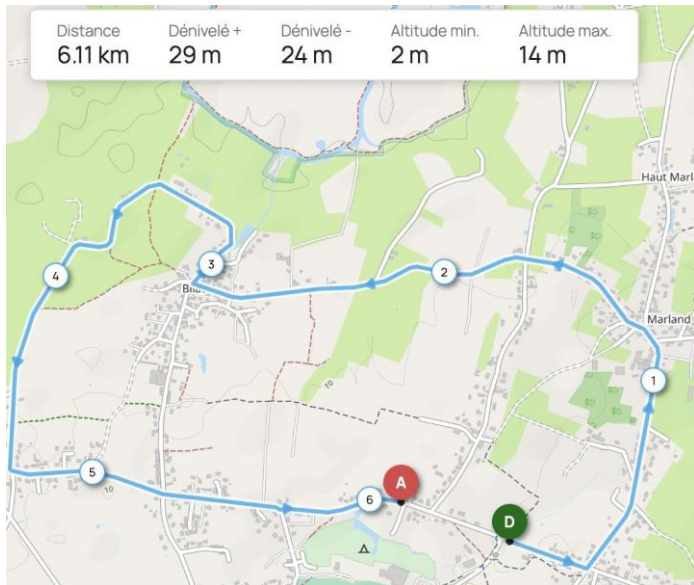 Distance Dénivelé + Dénivelé - Altitude min. Altitude max.
6.11 km 29 m 24 m 2 m 14 m
Haut Marl
2
3
4
Marland
1
10
A
5
10
6
D